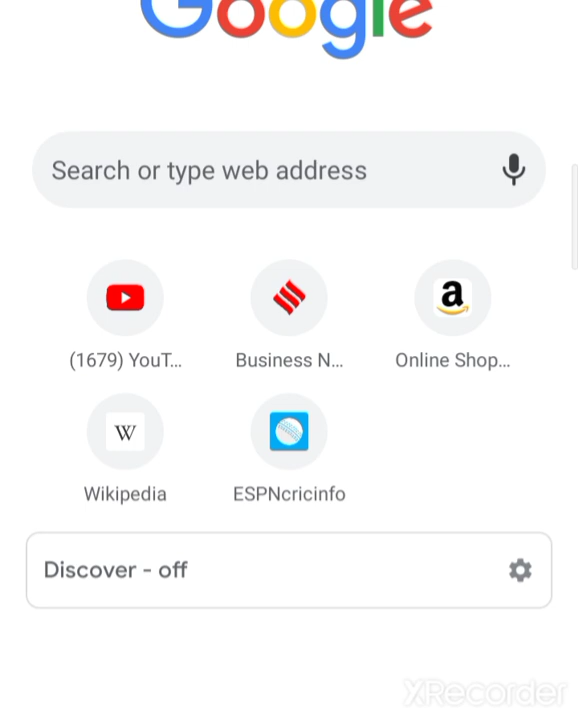 Google
Search or type web address
(1679) YouT...
Business N...
a
Online Shop...
W
Wikipedia
ESPNcricinfo
Discover - off
XRecorder